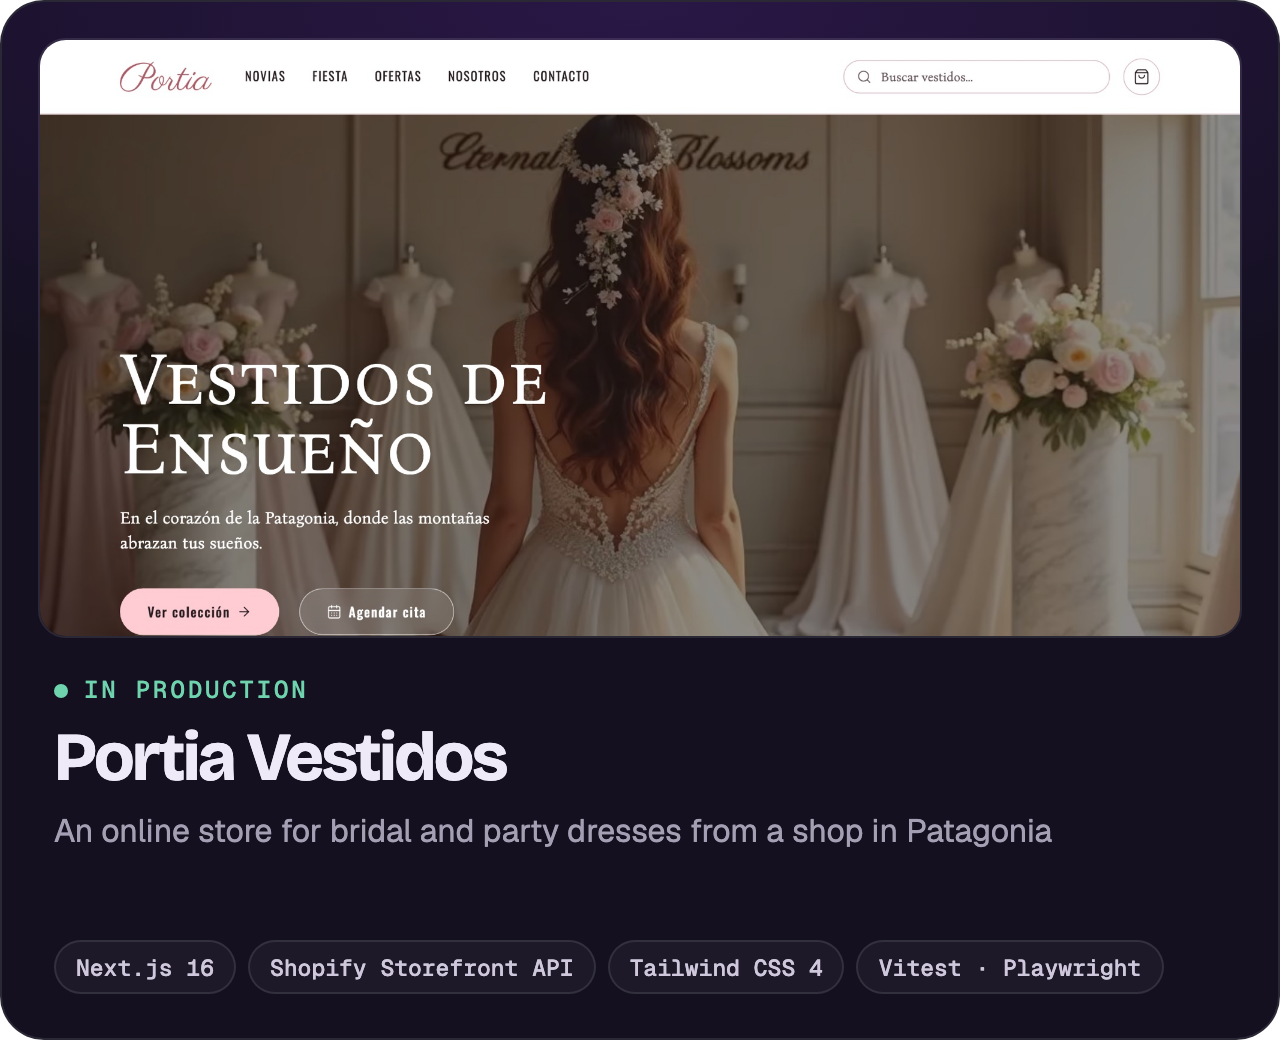 Portia
NOVIAS FIESTA OFERTAS NOSOTROS CONTACTO
Buscar vestidos...
Eternal Blossoms
VESTIDOS DE
ENSUEÑO
En el corazón de la Patagonia, donde las montañas
abrazan tus sueños.
Ver colección → Agendar cita
IN PRODUCTION
Portia Vestidos
An online store for bridal and party dresses from a shop in Patagonia
Next.js 16 Shopify Storefront API Tailwind CSS 4 Vitest · Playwright